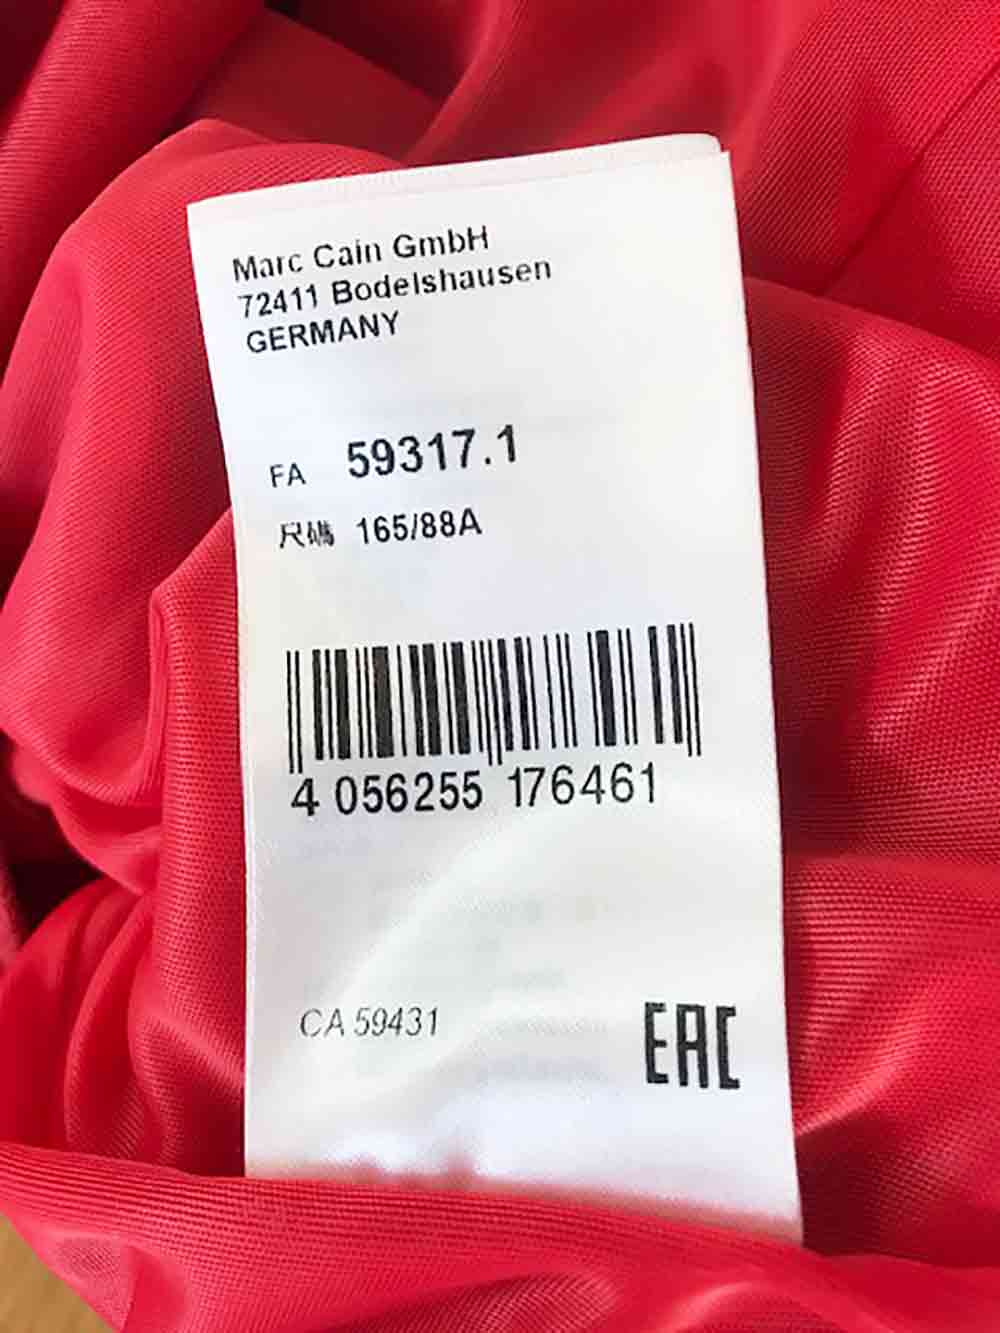 Marc Cain GmbH
72411 Bodelshausen
GERMANY
FA 59317.1
尺碼 165/88A
4 056255 176461
CA 59431
EAC